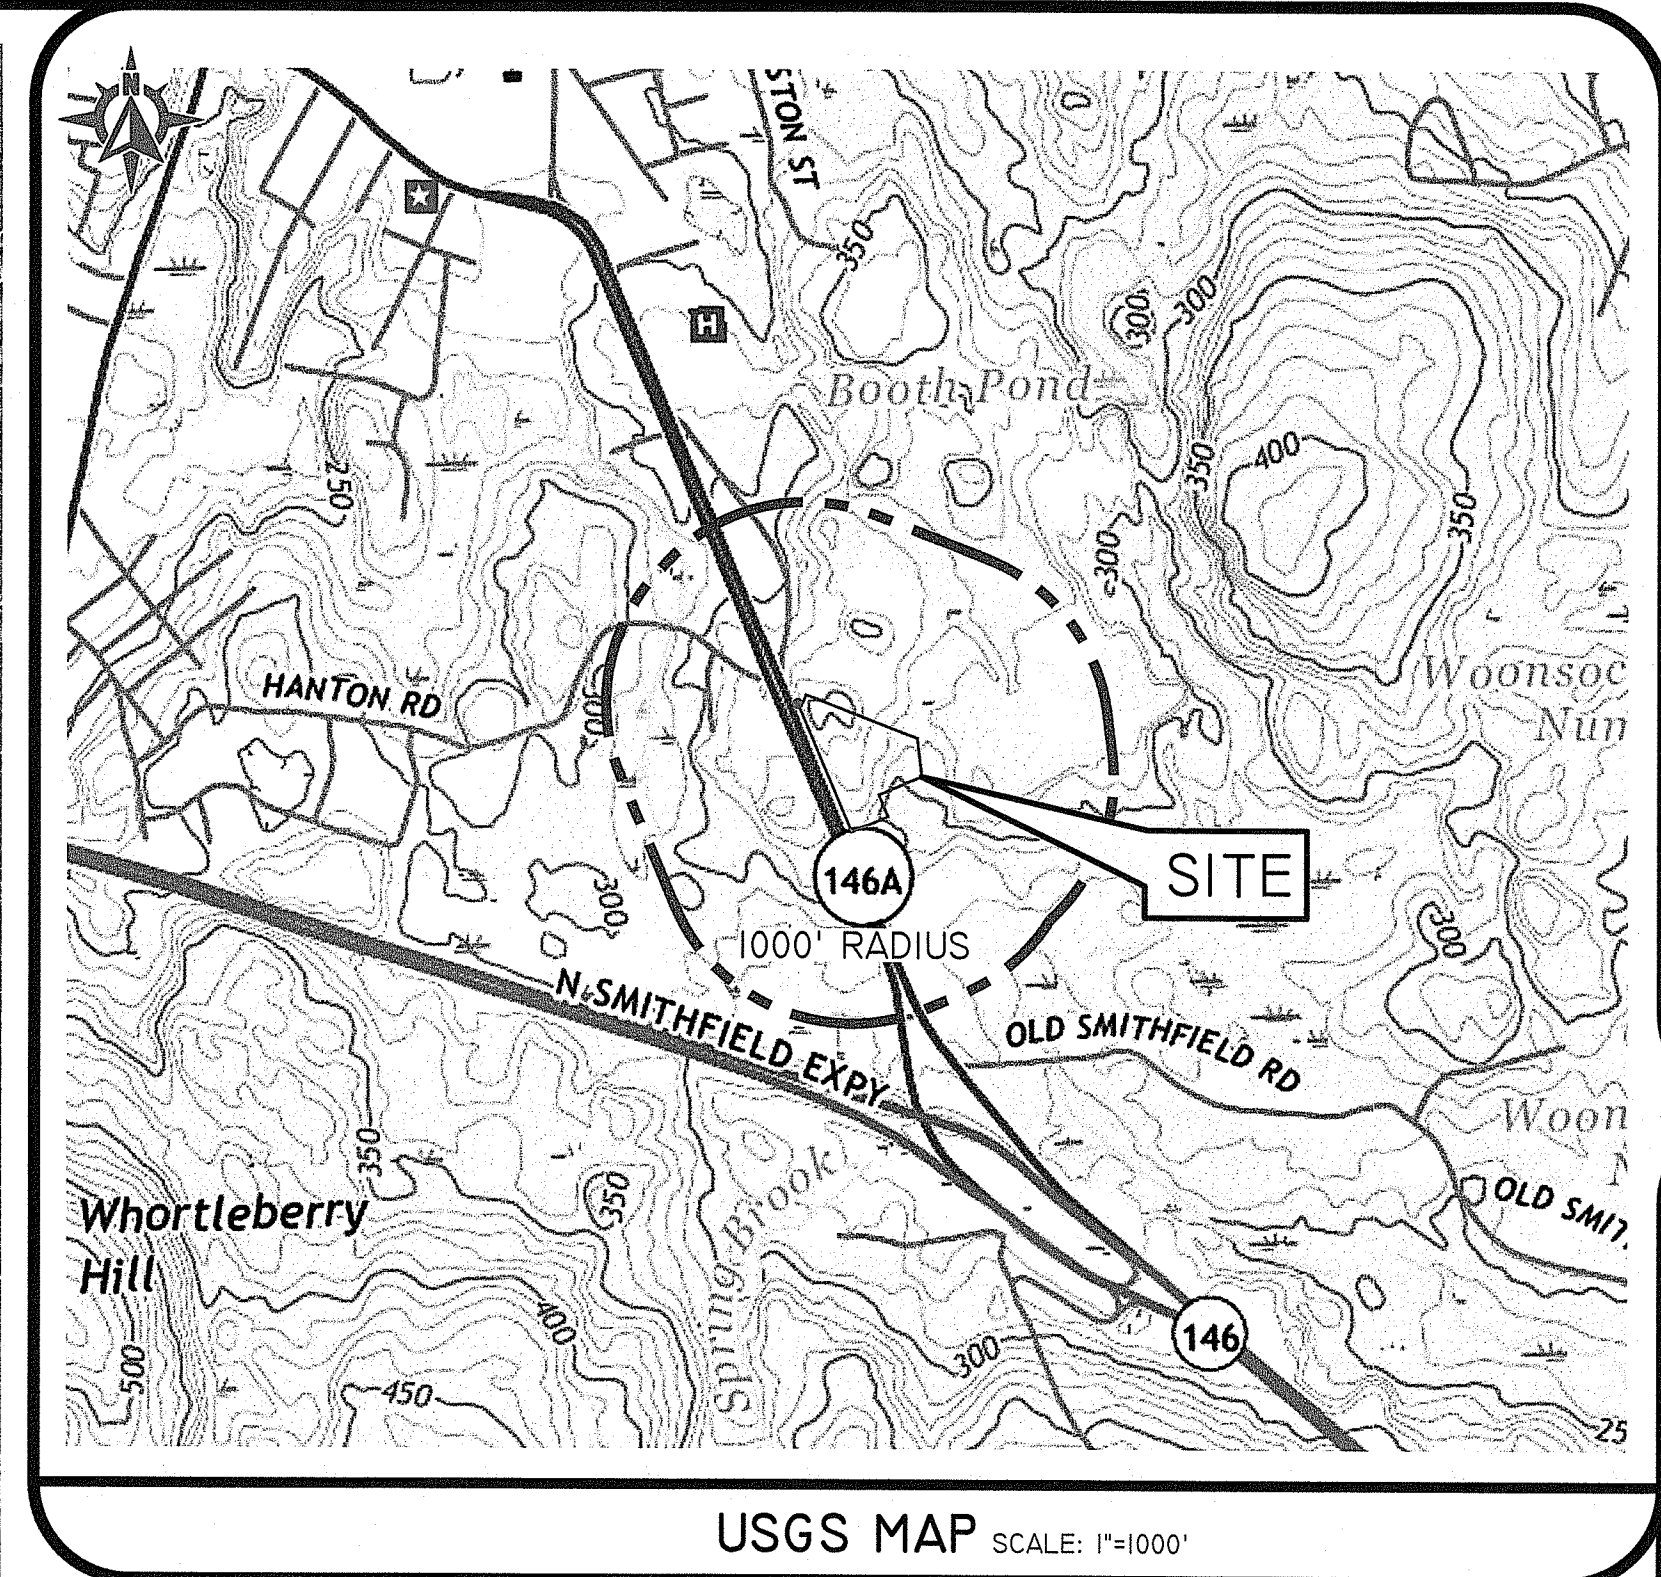 N
STON ST
350
H
300
300
Booth Pond
400
350
350
250
300
HANTON RD
300
Woonsoc
Num
SITE
146A
300
300
1000' RADIUS
N SMITHFIELD EXPY
OLD SMITHFIELD RD
350
350
Woon
N
OLD SMIT
Whortleberry
Hill
Spring Brook
400
500
450
300
146
25
USGS MAP SCALE: 1"=1000'